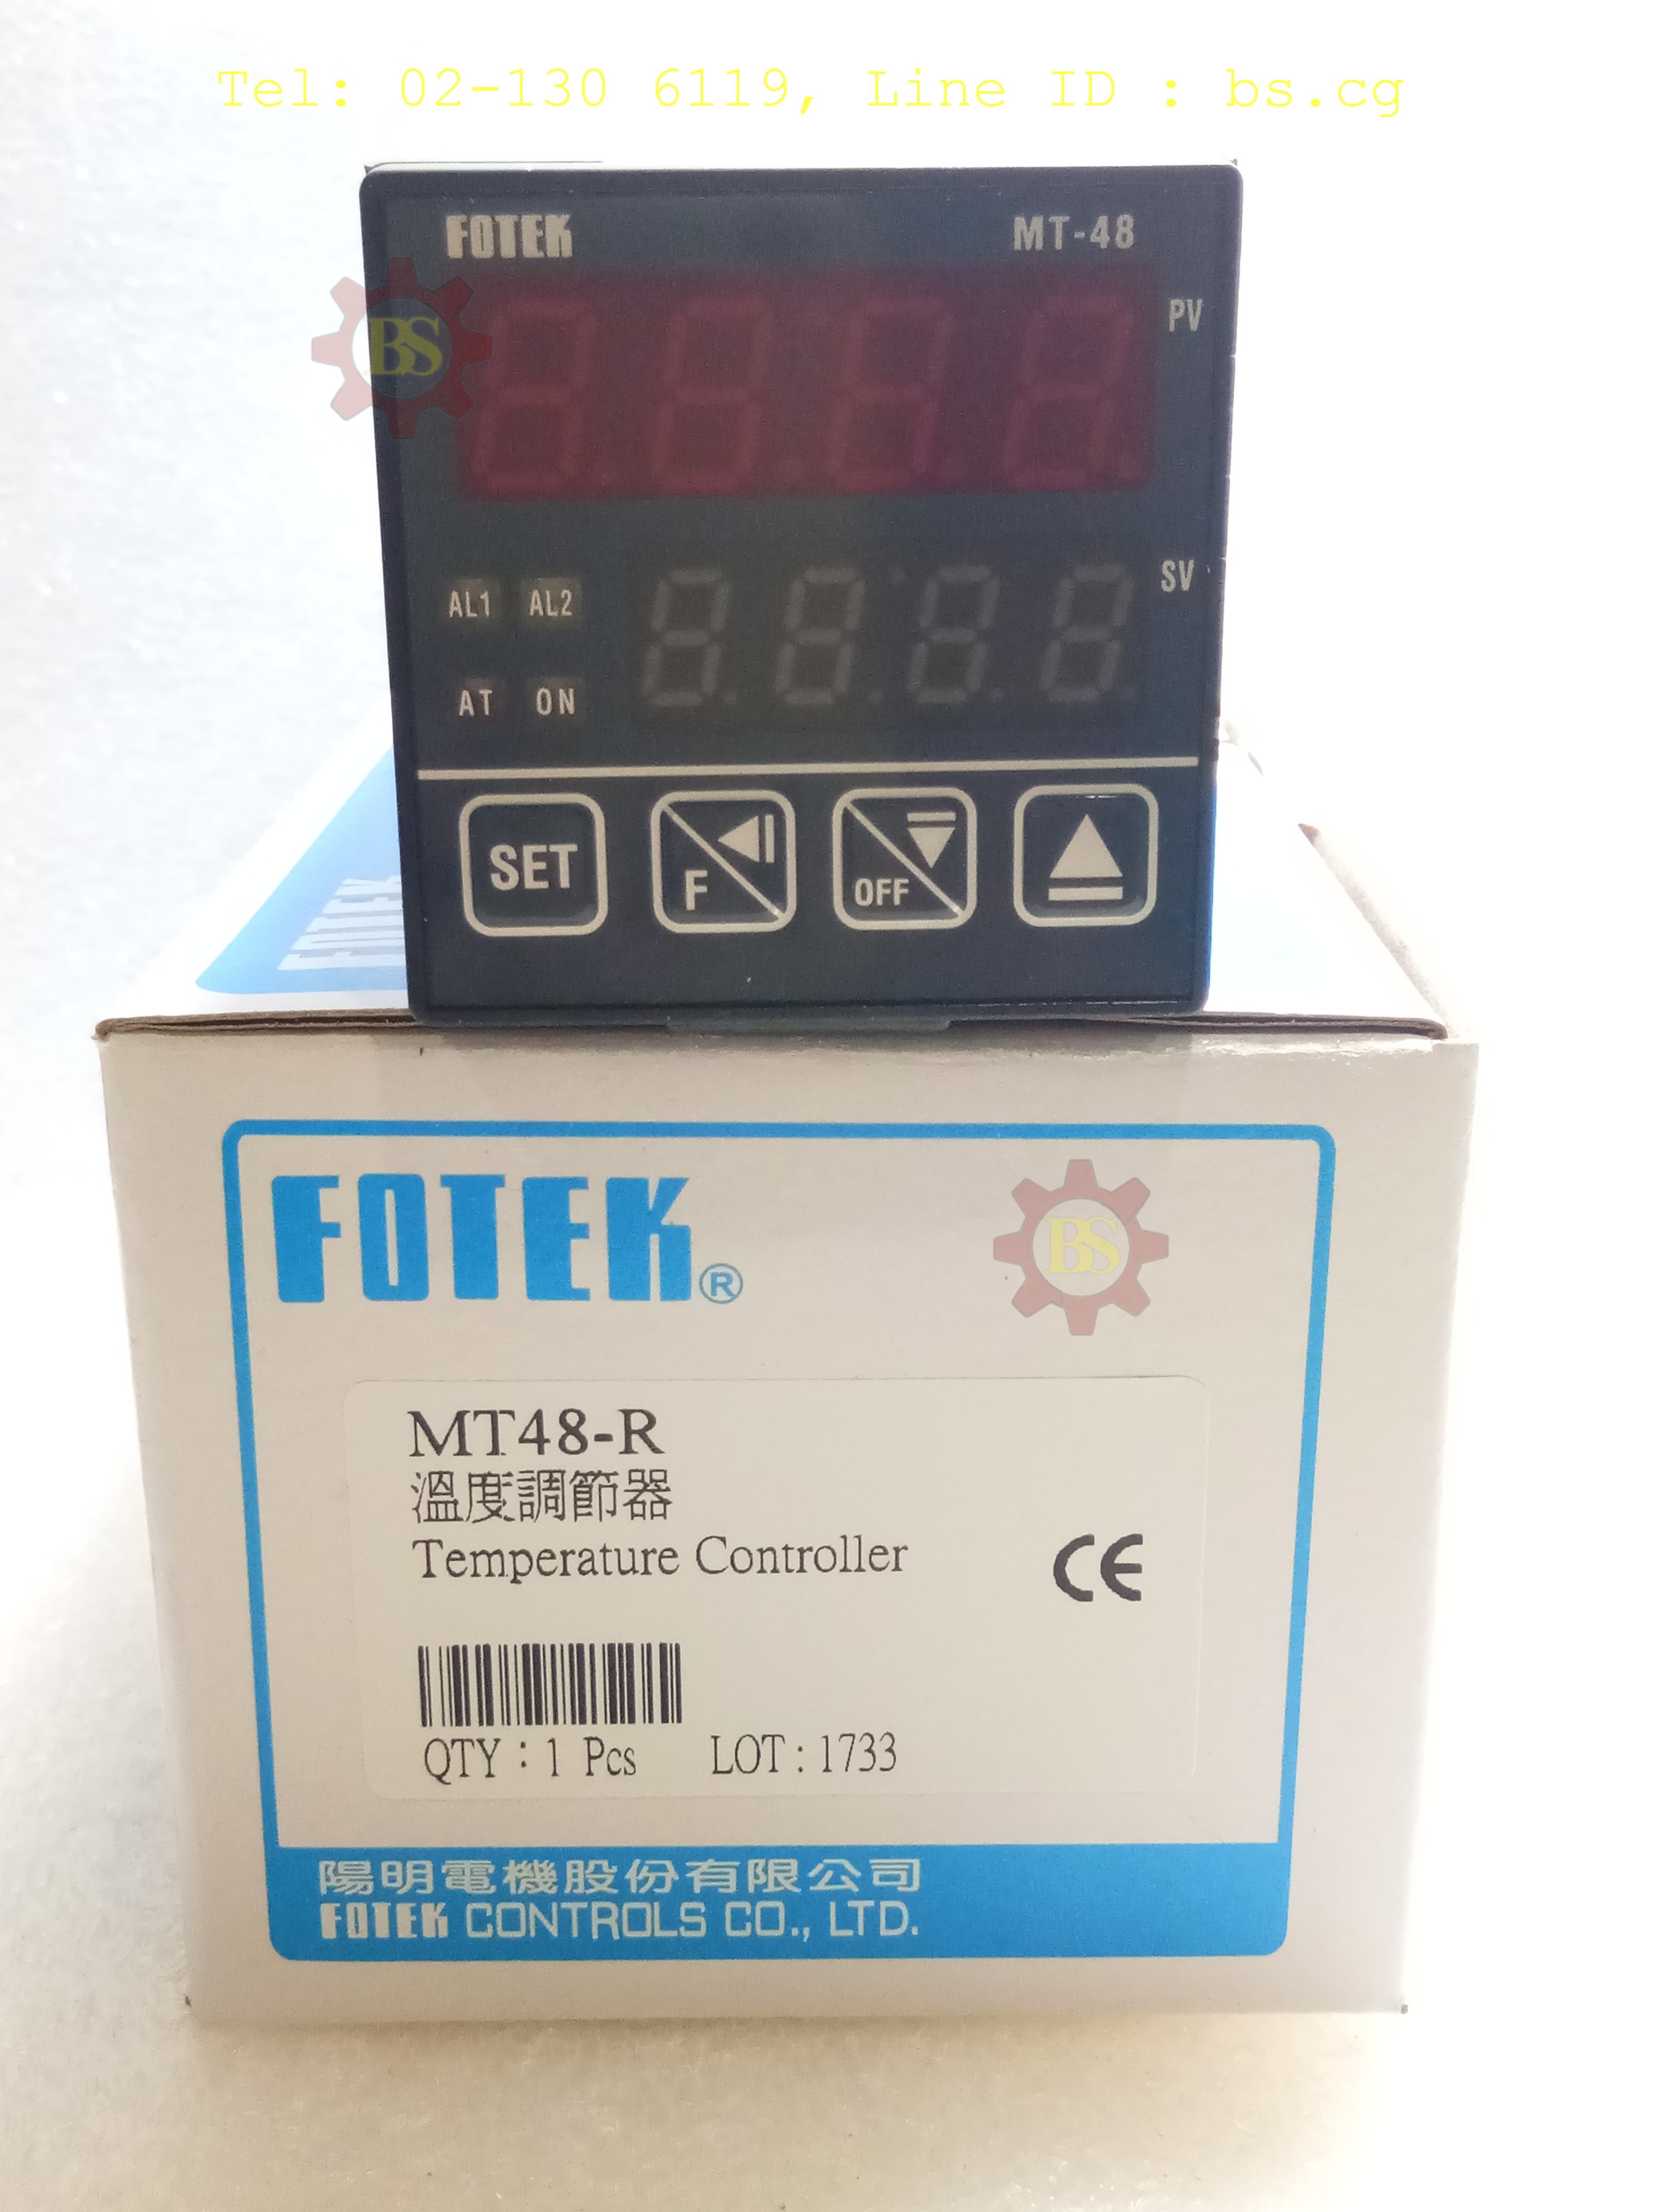 Tel: 02-130 6119, Line ID : bs.cg
FOTEK MT-48
PV
BS
SV
AL1 AL2
AT ON
SET F OFF
FOTEK
FOTEK®
BS
MT48-R
溫度調節器
Temperature Controller
CE
QTY：1 Pcs LOT : 1733
陽明電機股份有限公司
FOTEK CONTROLS CO., LTD.